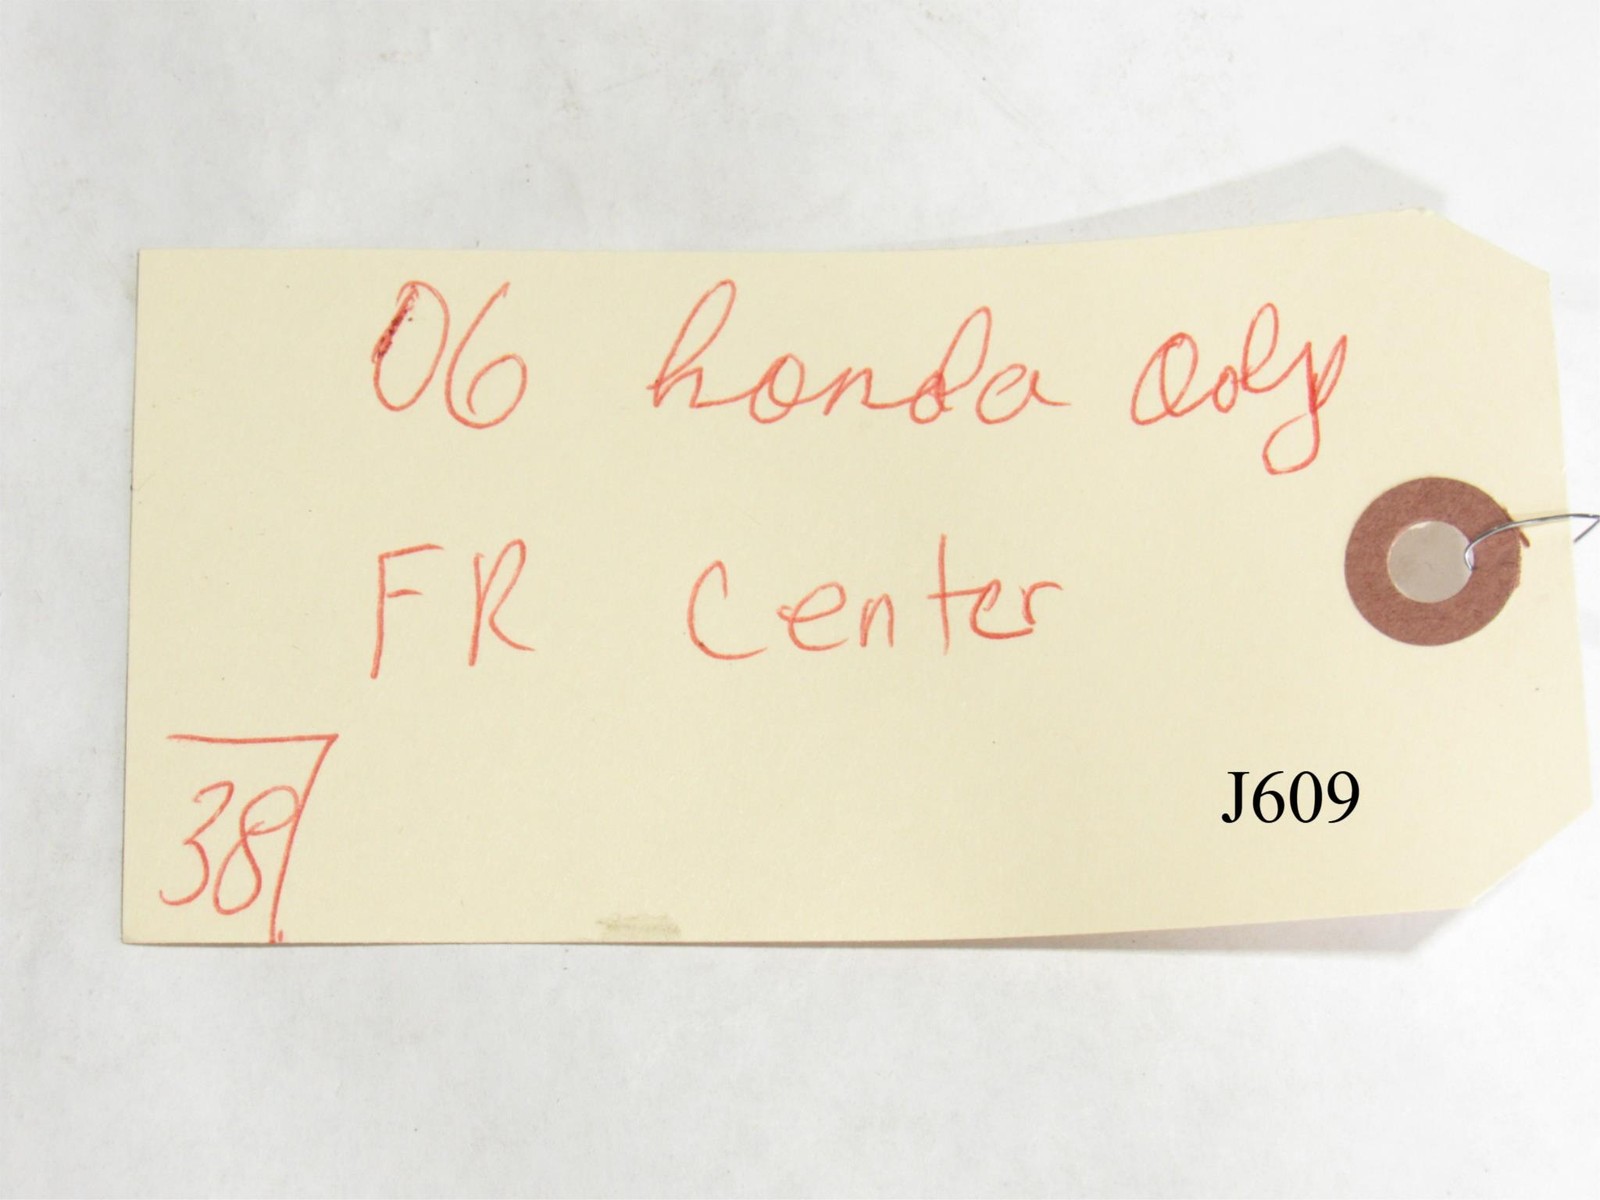 06 honda Ody
FR Center
38
J609